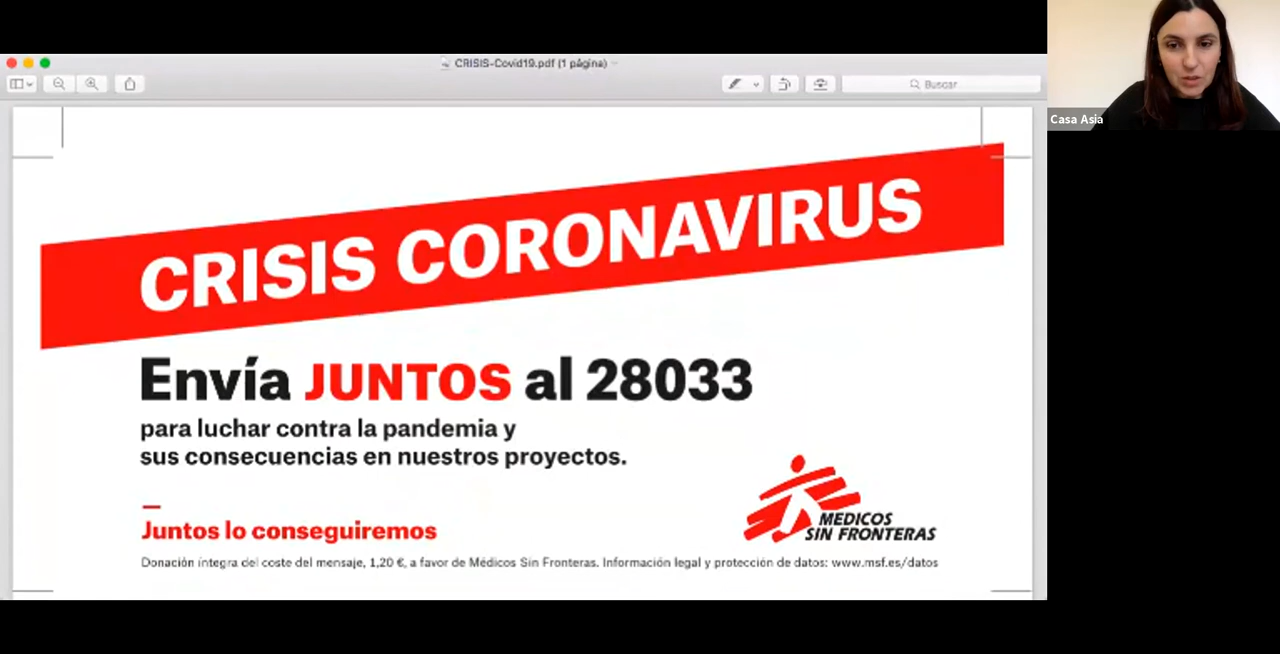 CRISIS-Covid19.pdf (1 página)
Buscar
Casa Asia
CRISIS CORONAVIRUS
Envía JUNTOS al 28033
para luchar contra la pandemia y
sus consecuencias en nuestros proyectos.
Juntos lo conseguiremos
MEDICOS
SIN FRONTERAS
Donación íntegra del coste del mensaje, 1,20 €, a favor de Médicos Sin Fronteras. Información legal y protección de datos: www.msf.es/datos